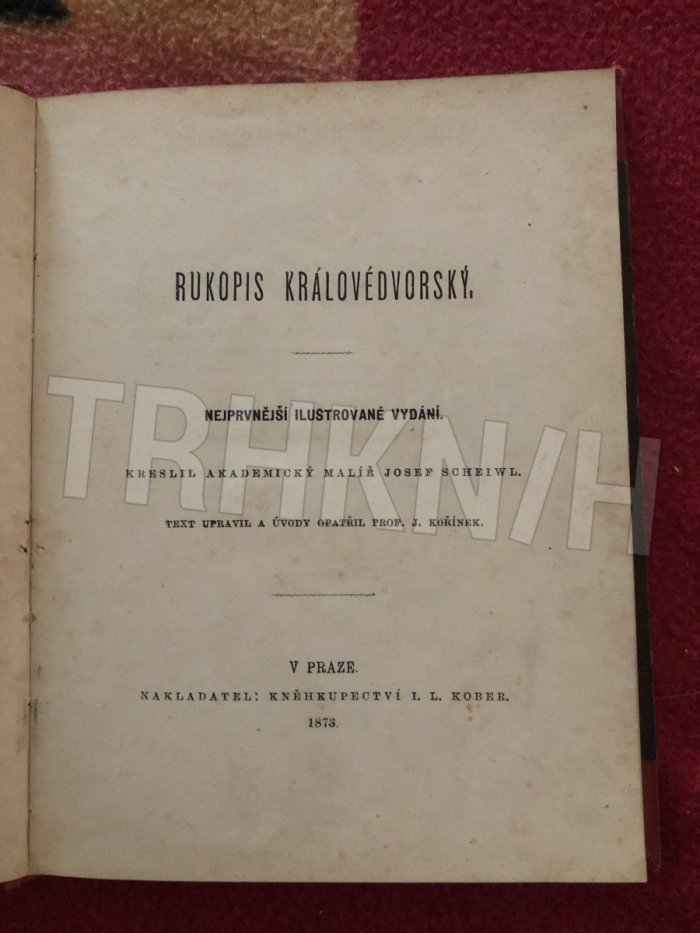 RUKOPIS KRÁLOVÉDVORSKÝ.
NEJPRVNĚJŠÍ ILUSTROVANÉ VYDÁNÍ.
KRESLIL AKADEMICKÝ MALÍŘ JOSEF SCHEIWL.
TEXT UPRAVIL A ÚVODY OPATŘIL PROF. J. KOŘÍNEK.
V PRAZE.
NAKLADATEL: KNĚHKUPECTVÍ I. L. KOBER.
1873.
TRHKNIH